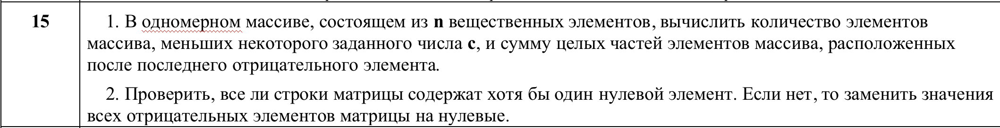 15
1. В одномерном массиве, состоящем из n вещественных элементов, вычислить количество элементов
массива, меньших некоторого заданного числа c, и сумму целых частей элементов массива, расположенных
после последнего отрицательного элемента.
2. Проверить, все ли строки матрицы содержат хотя бы один нулевой элемент. Если нет, то заменить значения
всех отрицательных элементов матрицы на нулевые.